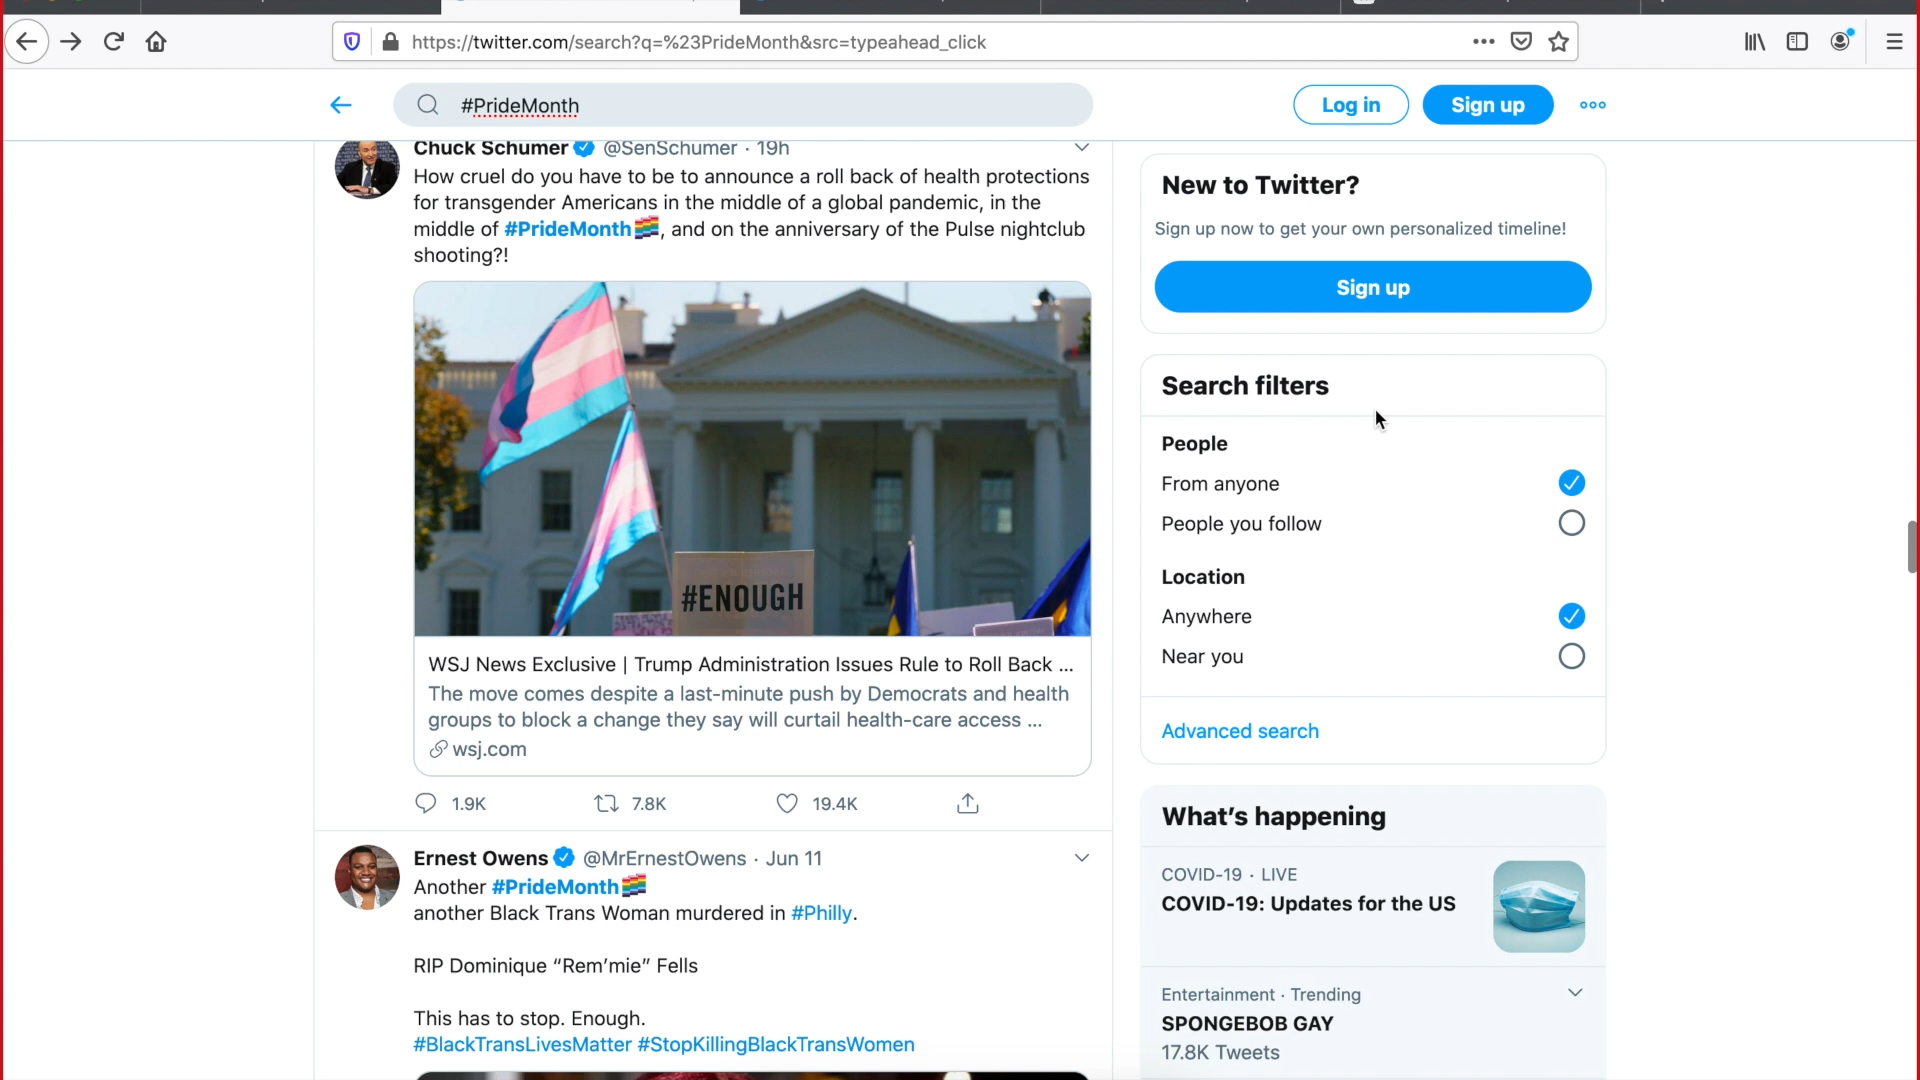 https://twitter.com/search?q=%23PrideMonth&src=typeahead_click
#PrideMonth
Log in
Sign up
Chuck Schumer @SenSchumer · 19h
How cruel do you have to be to announce a roll back of health protections
for transgender Americans in the middle of a global pandemic, in the
middle of #PrideMonth, and on the anniversary of the Pulse nightclub
shooting?!
#ENOUGH
WSJ News Exclusive | Trump Administration Issues Rule to Roll Back ...
The move comes despite a last-minute push by Democrats and health
groups to block a change they say will curtail health-care access ...
wsj.com
1.9K 7.8K 19.4K
Ernest Owens @MrErnestOwens · Jun 11
Another #PrideMonth
another Black Trans Woman murdered in #Philly.
RIP Dominique “Rem’mie” Fells
This has to stop. Enough.
#BlackTransLivesMatter #StopKillingBlackTransWomen
New to Twitter?
Sign up now to get your own personalized timeline!
Sign up
Search filters
People
From anyone
People you follow
Location
Anywhere
Near you
Advanced search
What’s happening
COVID-19 · LIVE
COVID-19: Updates for the US
Entertainment · Trending
SPONGEBOB GAY
17.8K Tweets